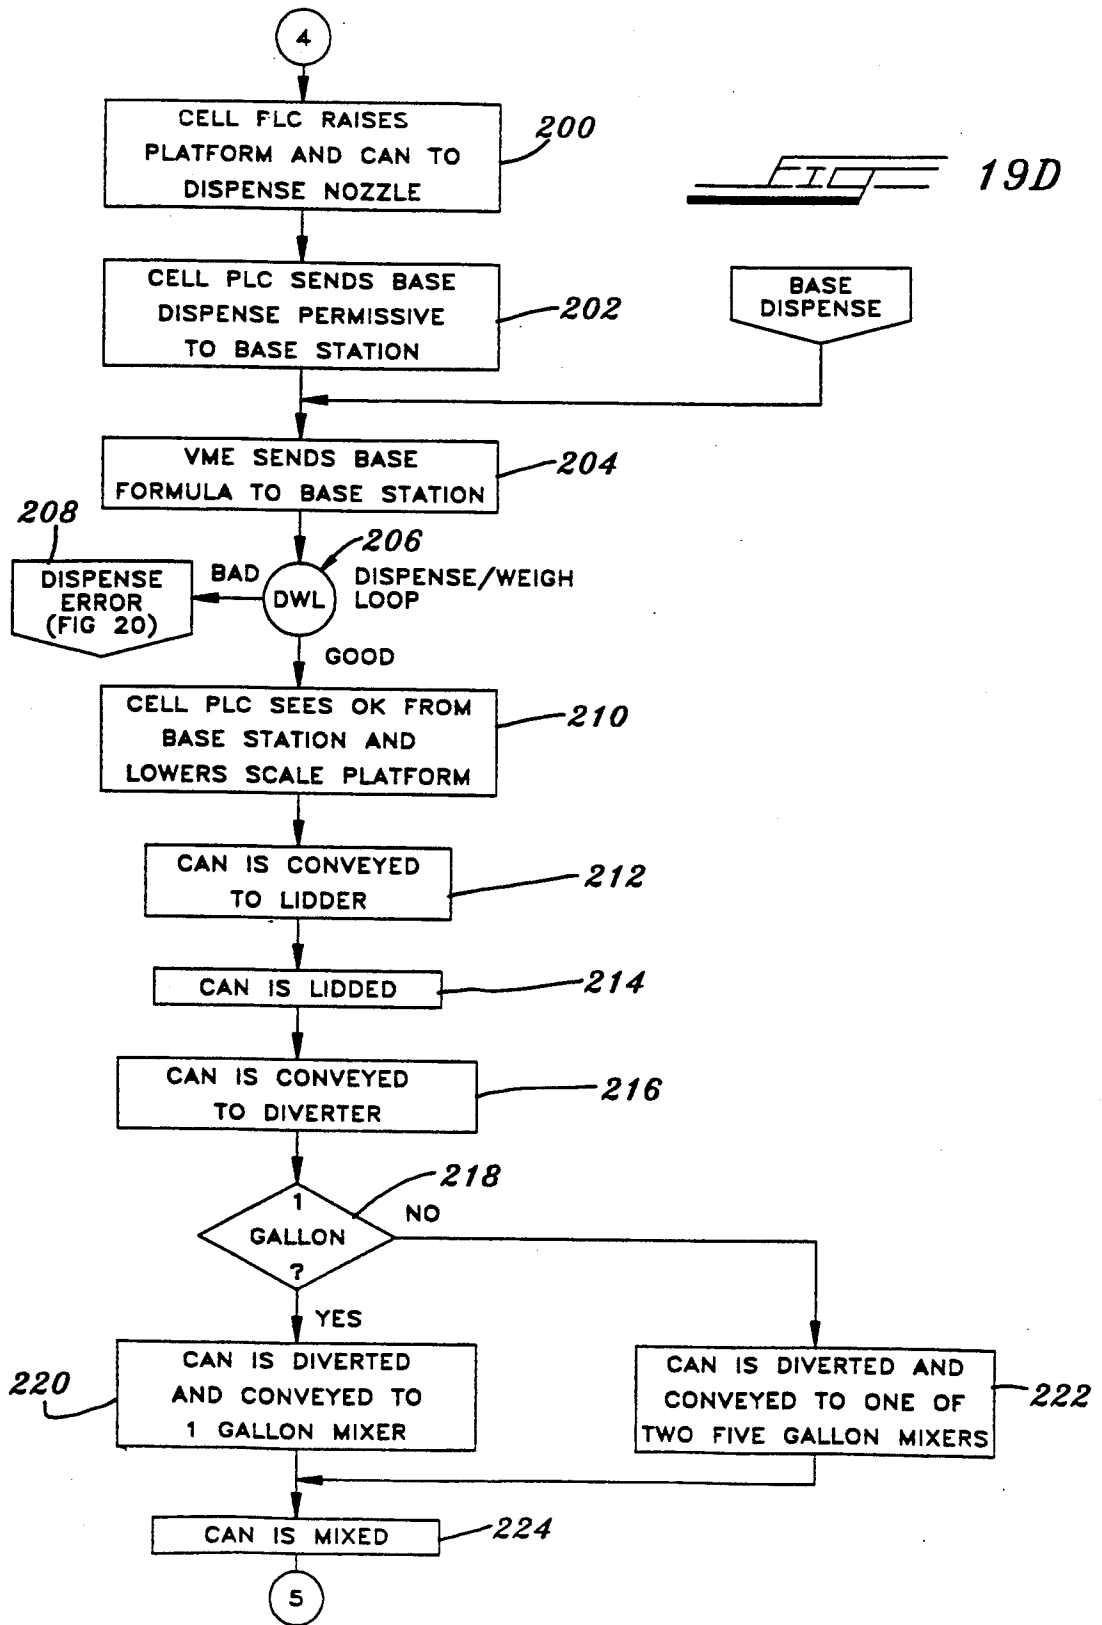 4
CELL PLC RAISES
PLATFORM AND CAN TO
DISPENSE NOZZLE
200
FIG 19D
CELL PLC SENDS BASE
DISPENSE PERMISSIVE
TO BASE STATION
202
BASE
DISPENSE
VME SENDS BASE
FORMULA TO BASE STATION
204
208
DISPENSE
ERROR
(FIG 20)
BAD
DWL
206
DISPENSE/WEIGH
LOOP
GOOD
CELL PLC SEES OK FROM
BASE STATION AND
LOWERS SCALE PLATFORM
210
CAN IS CONVEYED
TO LIDDER
212
CAN IS LIDDED
214
CAN IS CONVEYED
TO DIVERTER
216
1
GALLON
?
218
NO
YES
220
CAN IS DIVERTED
AND CONVEYED TO
1 GALLON MIXER
CAN IS DIVERTED AND
CONVEYED TO ONE OF
TWO FIVE GALLON MIXERS
222
CAN IS MIXED
224
5